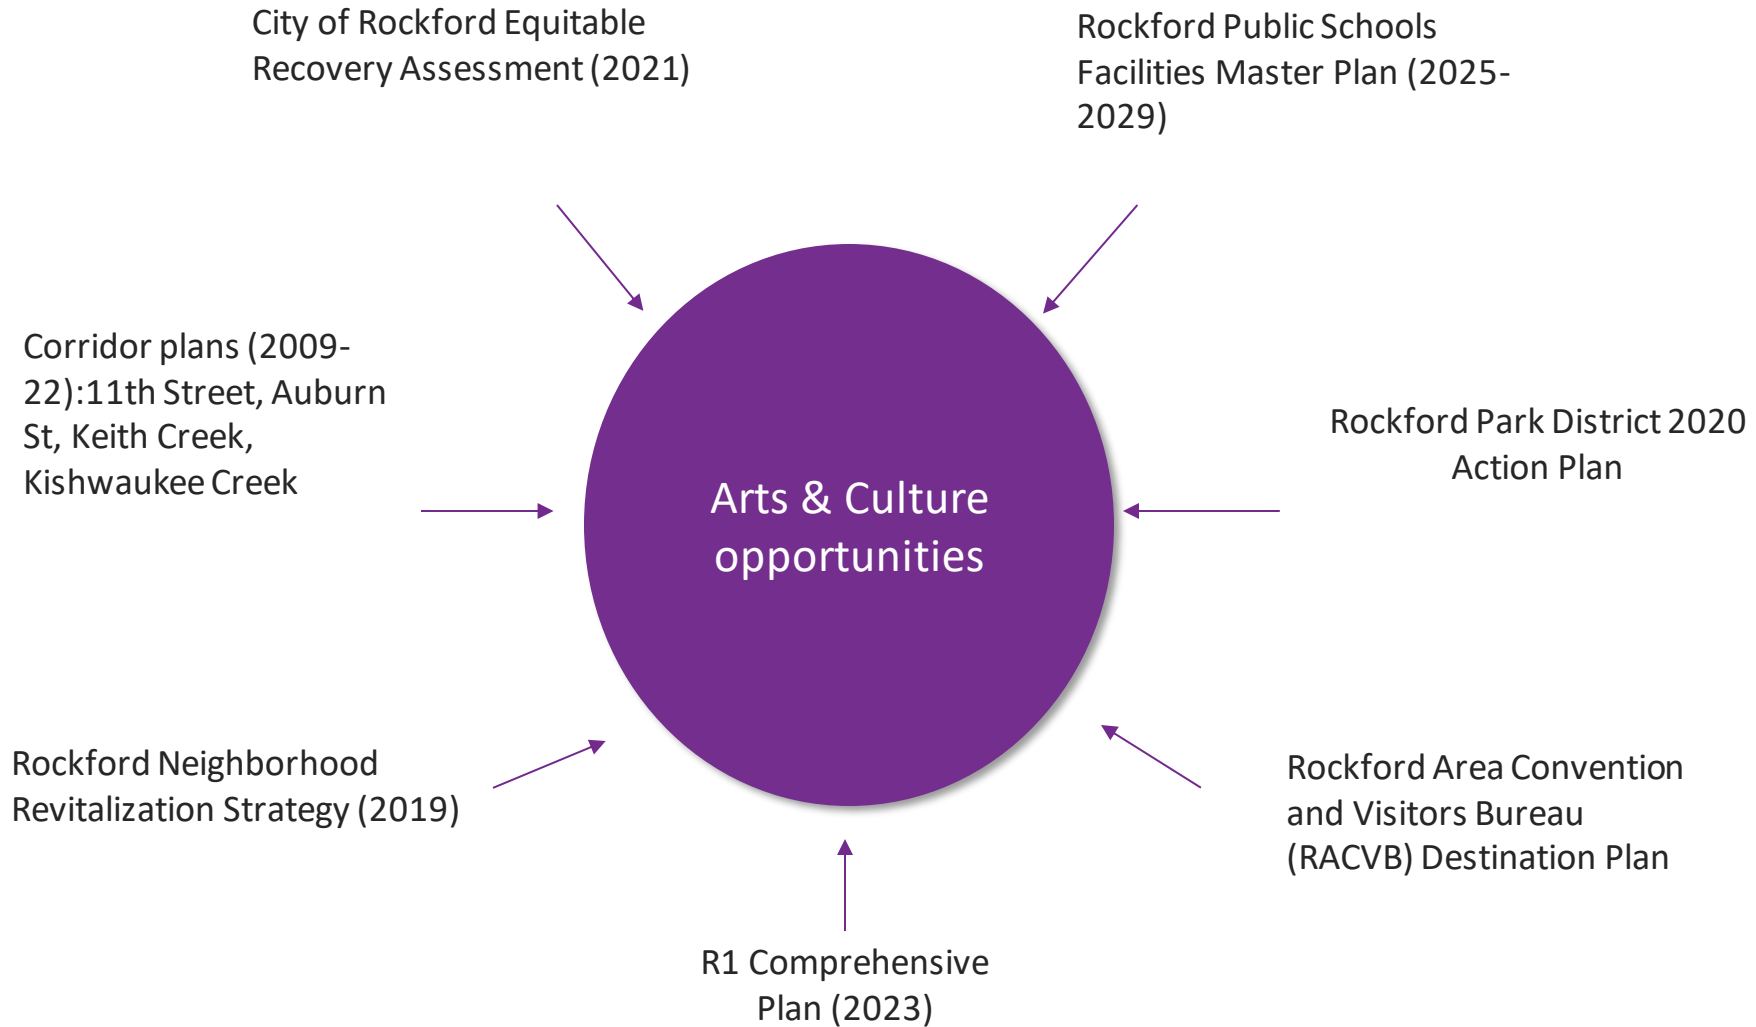 City of Rockford Equitable
Recovery Assessment (2021)
Rockford Public Schools
Facilities Master Plan (2025-
2029)
Corridor plans (2009-
22):11th Street, Auburn
St, Keith Creek,
Kishwaukee Creek
Rockford Park District 2020
Action Plan
Arts & Culture
opportunities
Rockford Neighborhood
Revitalization Strategy (2019)
Rockford Area Convention
and Visitors Bureau
(RACVB) Destination Plan
R1 Comprehensive
Plan (2023)